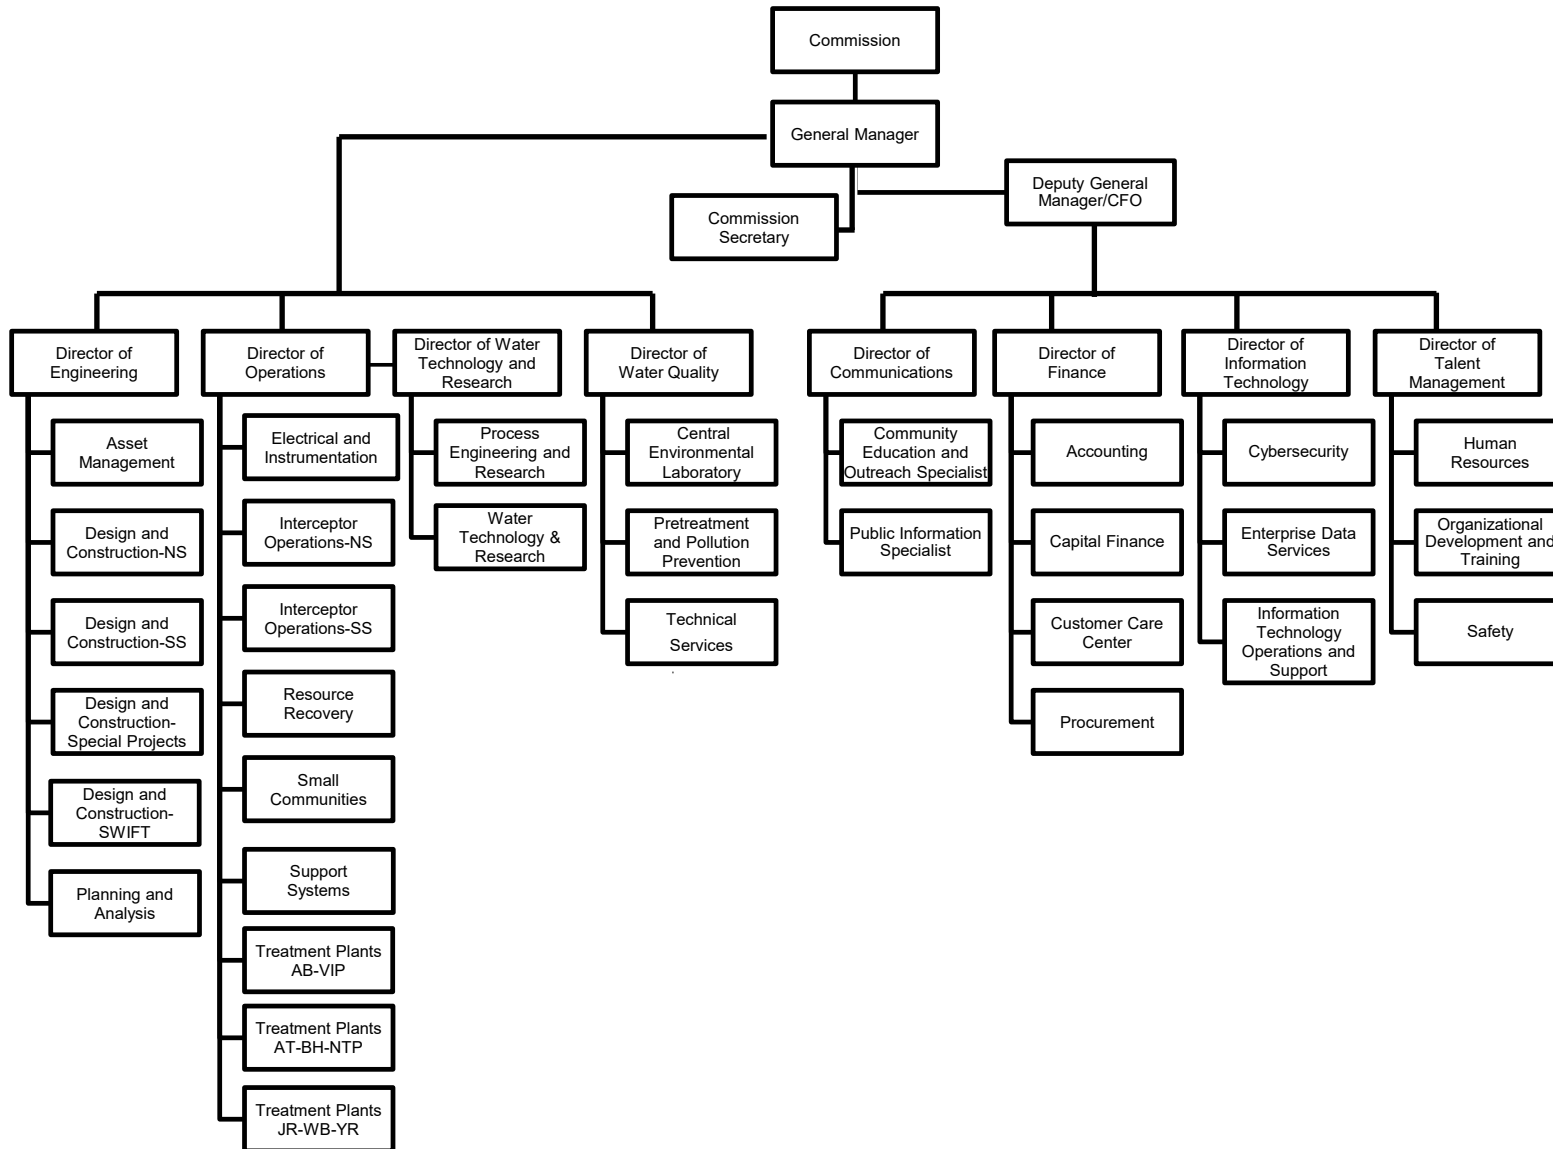 Commission
General Manager
Deputy General
Manager/CFO
Commission
Secretary
Director of
Engineering
Director of
Operations
Director of Water
Technology and
Research
Director of
Water Quality
Director of
Communications
Director of
Finance
Director of
Information
Technology
Director of
Talent
Management
Asset
Management
Design and
Construction-NS
Design and
Construction-SS
Design and
Construction-
Special Projects
Design and
Construction-
SWIFT
Planning and
Analysis
Electrical and
Instrumentation
Interceptor
Operations-NS
Interceptor
Operations-SS
Resource
Recovery
Small
Communities
Support
Systems
Treatment Plants
AB-VIP
Treatment Plants
AT-BH-NTP
Treatment Plants
JR-WB-YR
Process
Engineering and
Research
Water
Technology &
Research
Central
Environmental
Laboratory
Pretreatment
and Pollution
Prevention
Technical
Services
Community
Education and
Outreach Specialist
Public Information
Specialist
Accounting
Capital Finance
Customer Care
Center
Procurement
Cybersecurity
Enterprise Data
Services
Information
Technology
Operations and
Support
Human
Resources
Organizational
Development and
Training
Safety